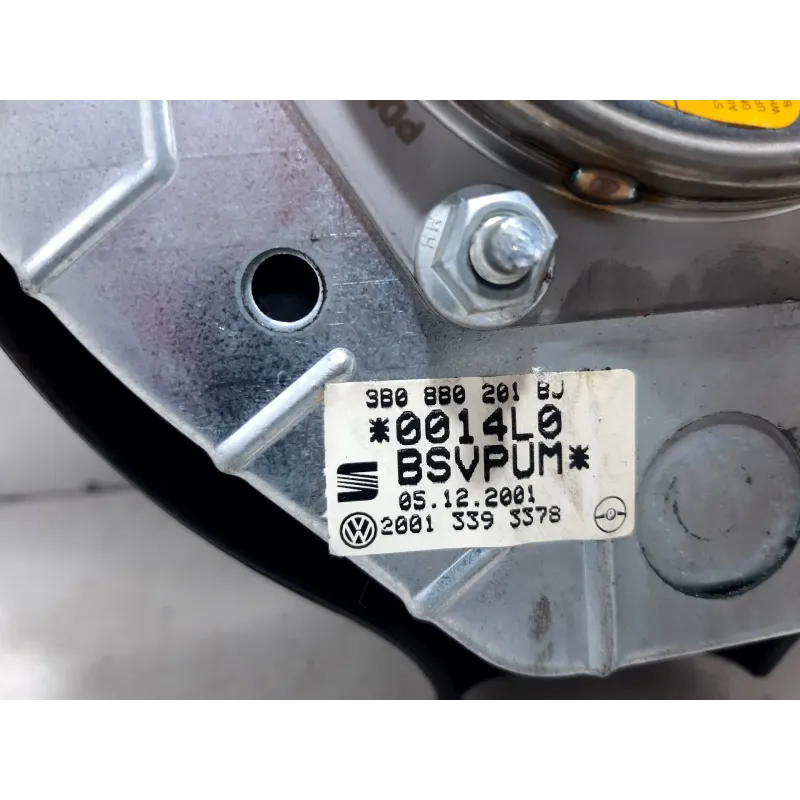 3B0 880 201 BJ
*0014L0
BSVPUM*
05.12.2001
2001 339 3378